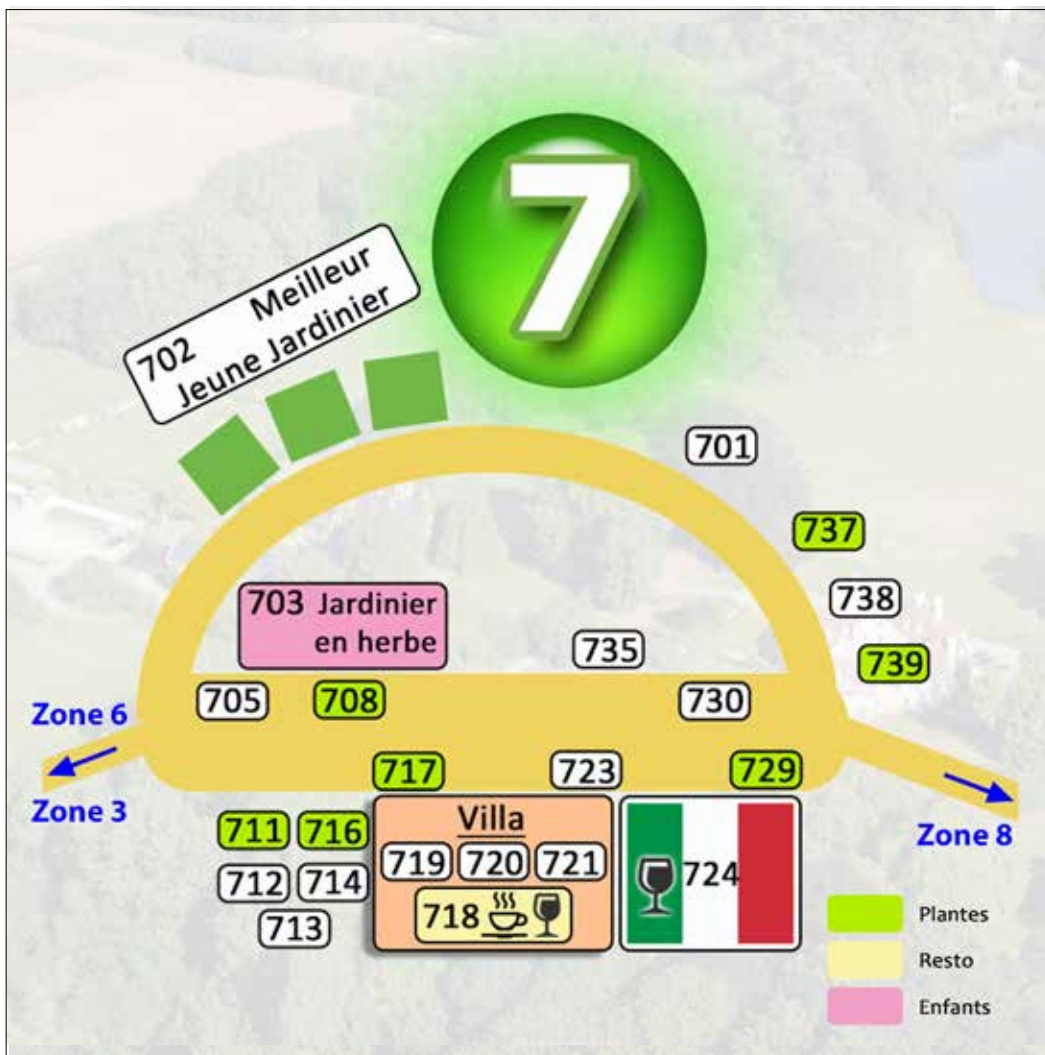 7
702 Meilleur
Jeune Jardinier
701
737
738
739
703 Jardinier
en herbe
735
705
708
730
Zone 6
Zone 3
717
723
729
Zone 8
711
716
712
714
713
Villa
719
720
721
718
724
Plantes
Resto
Enfants